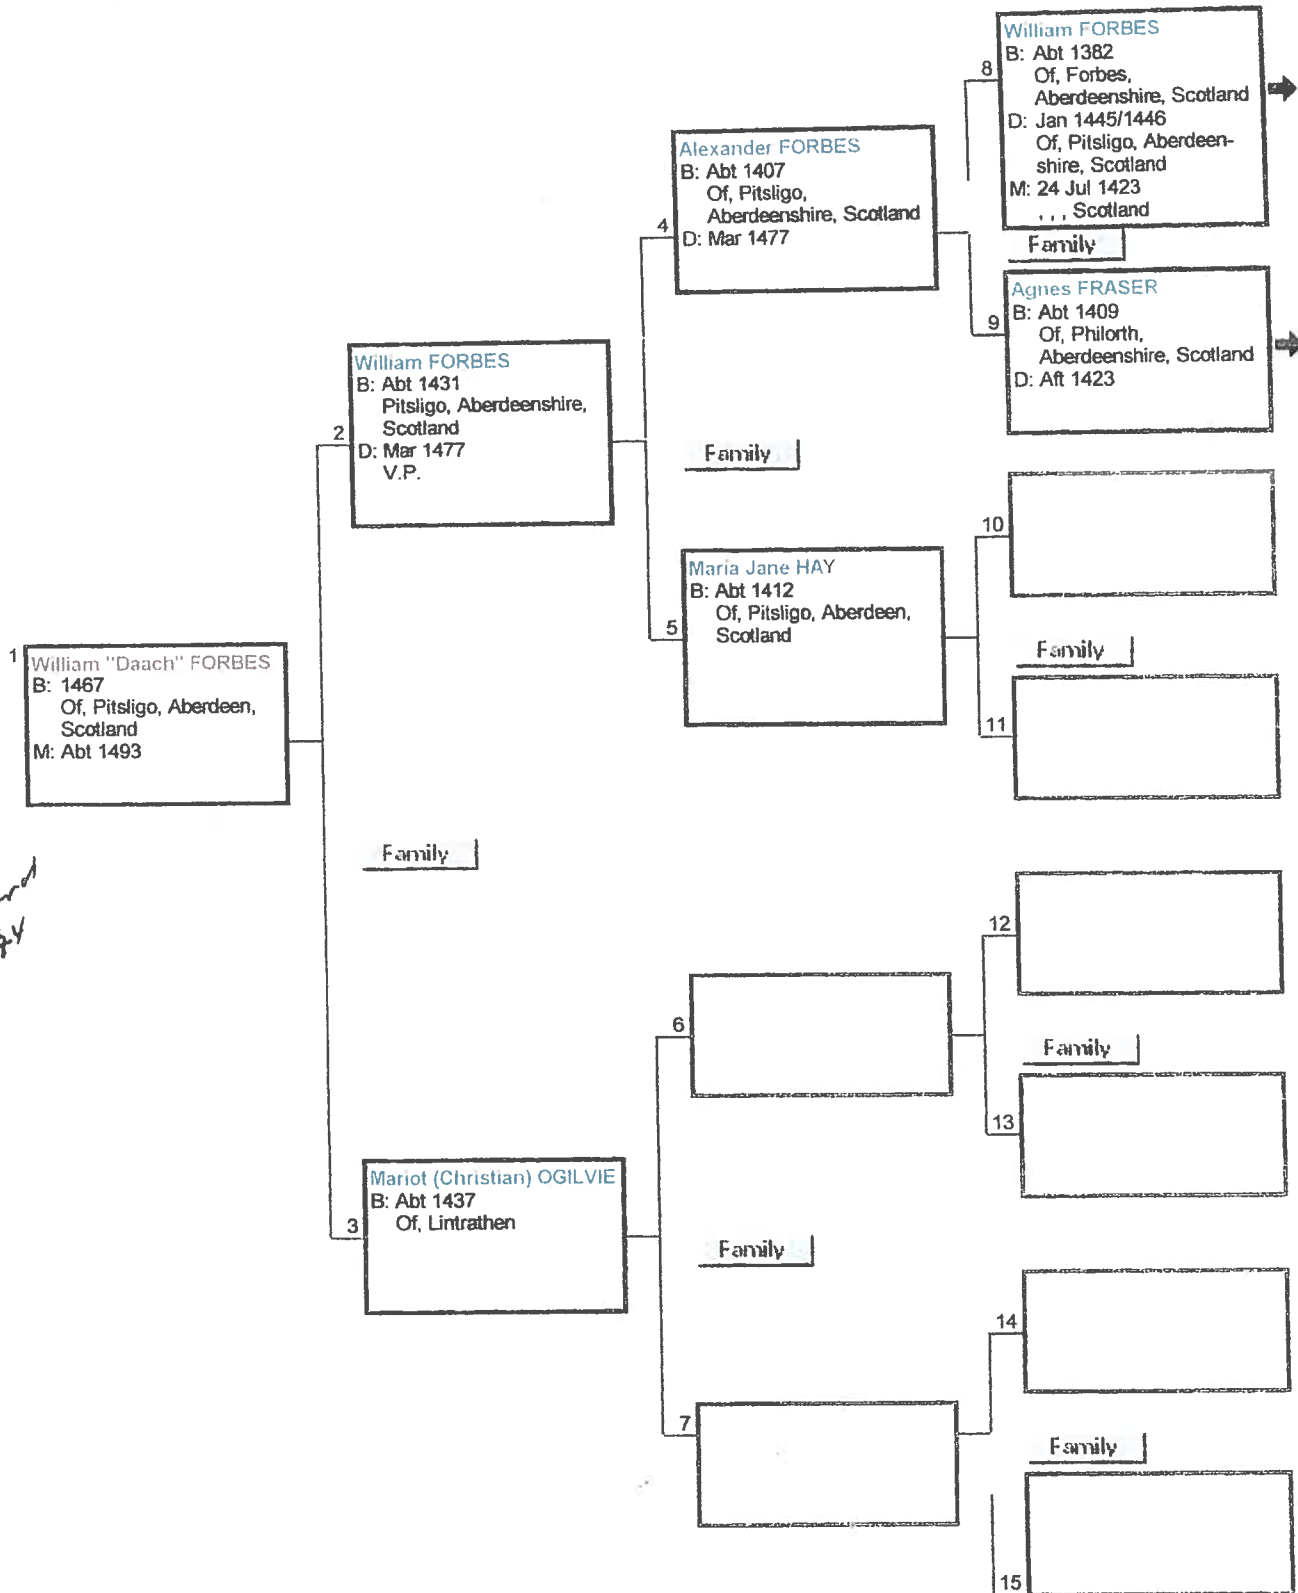 8
William FORBES
B: Abt 1382
Of, Forbes,
Aberdeenshire, Scotland
D: Jan 1445/1446
Of, Pitsligo, Aberdeen-
shire, Scotland
M: 24 Jul 1423
, , , Scotland
Family
4
Alexander FORBES
B: Abt 1407
Of, Pitsligo,
Aberdeenshire, Scotland
D: Mar 1477
9
Agnes FRASER
B: Abt 1409
Of, Philorth,
Aberdeenshire, Scotland
D: Aft 1423
2
William FORBES
B: Abt 1431
Pitsligo, Aberdeenshire,
Scotland
D: Mar 1477
V.P.
Family
10
5
Maria Jane HAY
B: Abt 1412
Of, Pitsligo, Aberdeen,
Scotland
Family
11
1
William "Daach" FORBES
B: 1467
Of, Pitsligo, Aberdeen,
Scotland
M: Abt 1493
Family
12
6
Family
13
3
Mariot (Christian) OGILVIE
B: Abt 1437
Of, Lintrathen
Family
14
7
Family
15